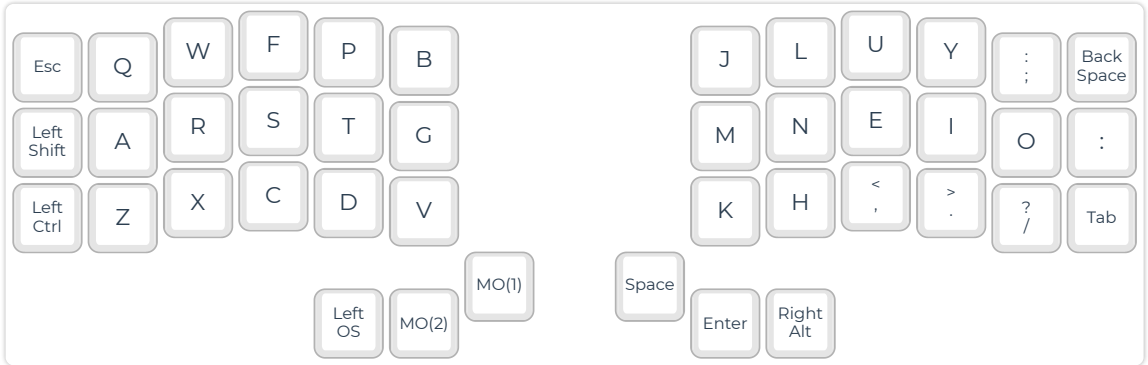 Esc Q W F P B J L U Y : ; Back Space
Left Shift A R S T G M N E I O :
Left Ctrl Z X C D V K H < , > . ? / Tab
MO(1) Space
Left OS MO(2) Enter Right Alt